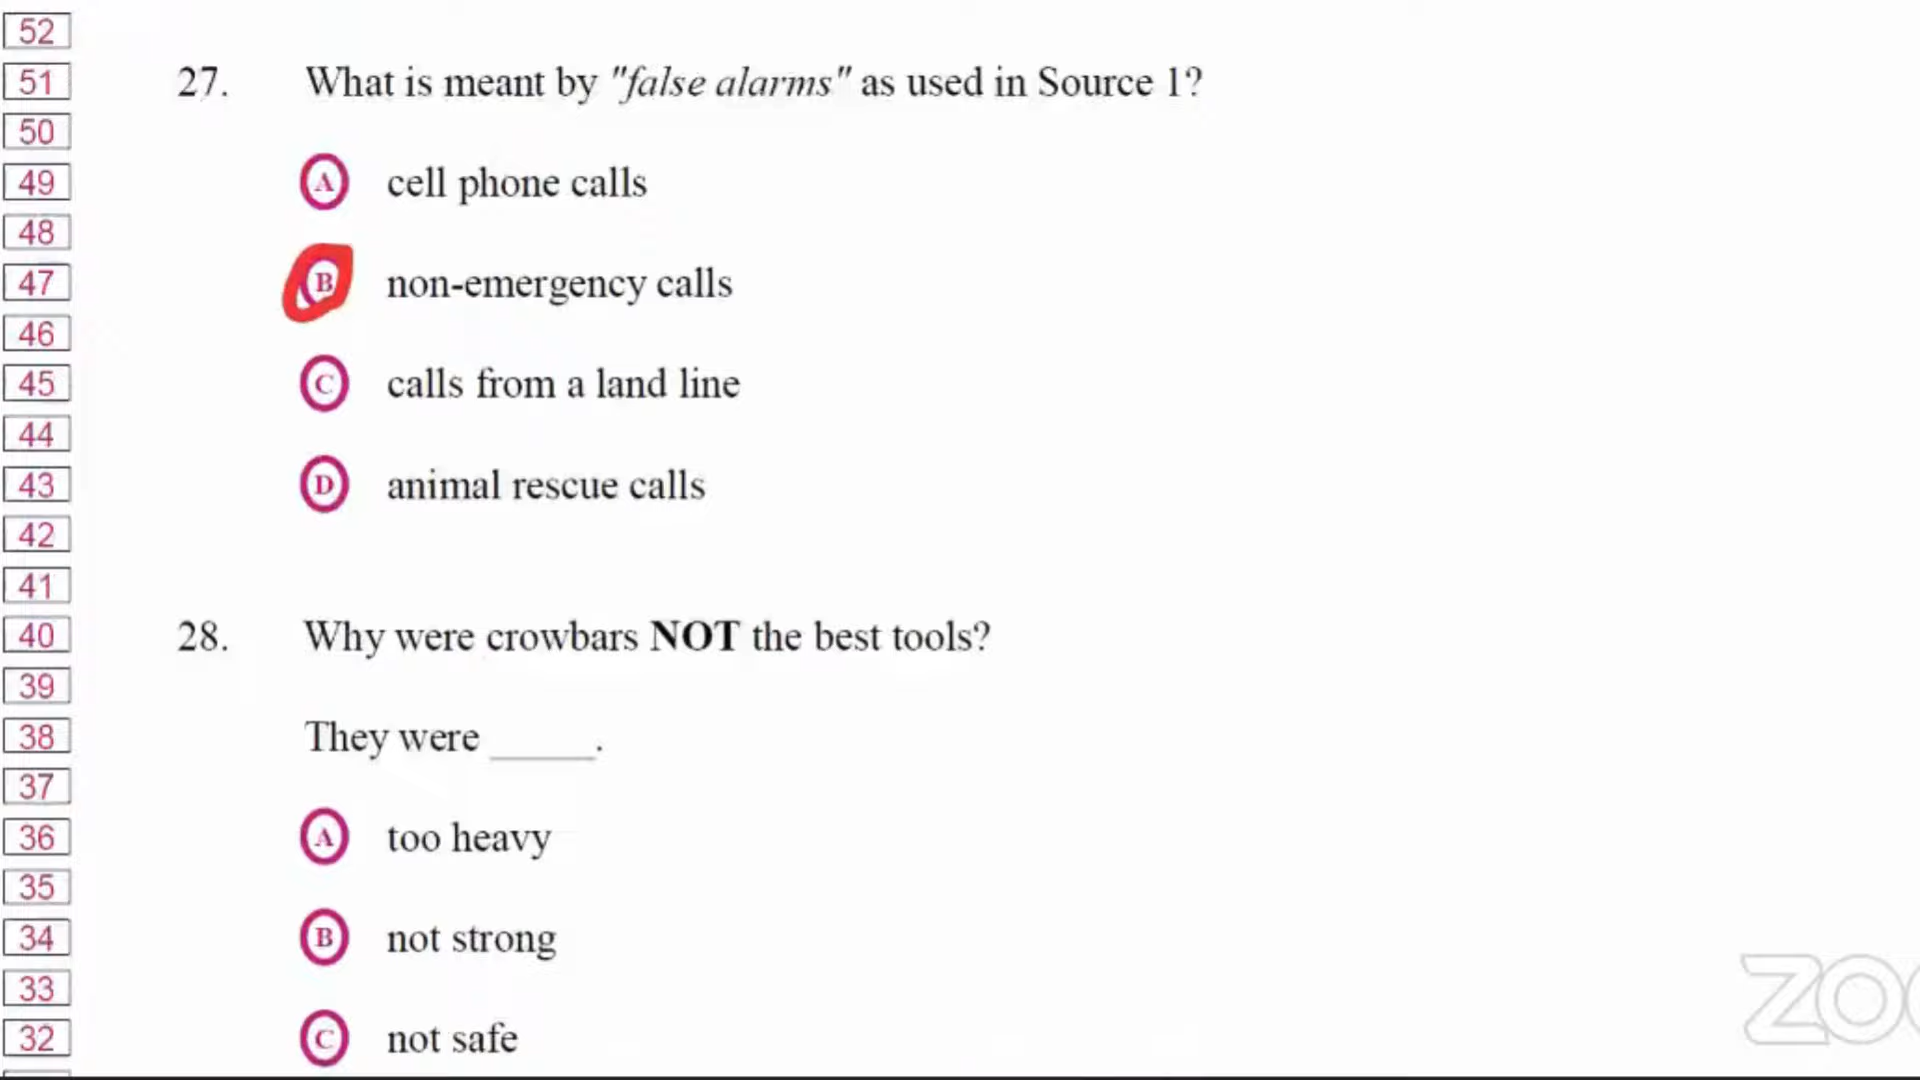 52
51
50
49
48
47
46
45
44
43
42
41
40
39
38
37
36
35
34
33
32
27. What is meant by "false alarms" as used in Source 1?
A cell phone calls
B non-emergency calls
C calls from a land line
D animal rescue calls
28. Why were crowbars NOT the best tools?
They were _____.
A too heavy
B not strong
C not safe